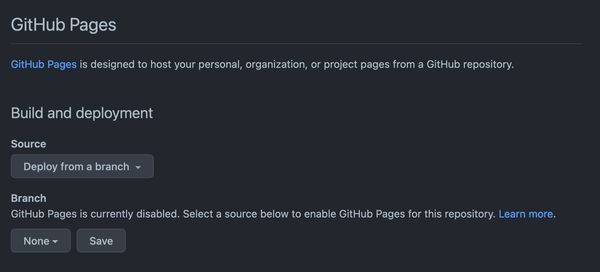 GitHub Pages
GitHub Pages is designed to host your personal, organization, or project pages from a GitHub repository.
Build and deployment
Source
Deploy from a branch
Branch
GitHub Pages is currently disabled. Select a source below to enable GitHub Pages for this repository. Learn more.
None Save